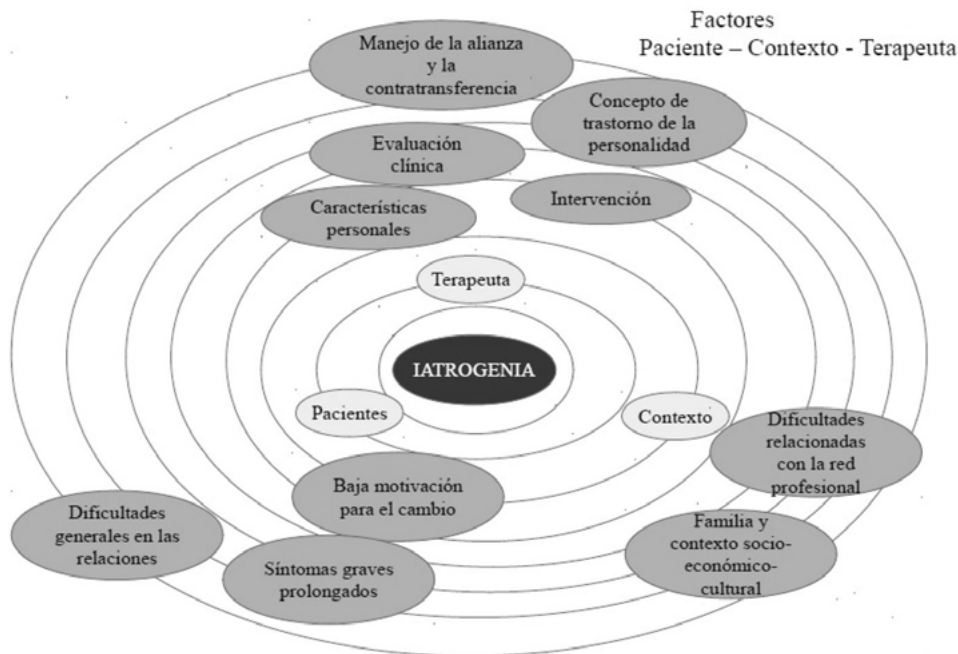 Factores
Paciente – Contexto - Terapeuta
Manejo de la alianza
y la
contratransferencia
Concepto de
trastorno de la
personalidad
Evaluación
clínica
Intervención
Características
personales
Terapeuta
IATROGENIA
Pacientes
Contexto
Dificultades
relacionadas
con la red
profesional
Baja motivación
para el cambio
Dificultades
generales en las
relaciones
Familia y
contexto socio-
económico-
cultural
Síntomas graves
prolongados